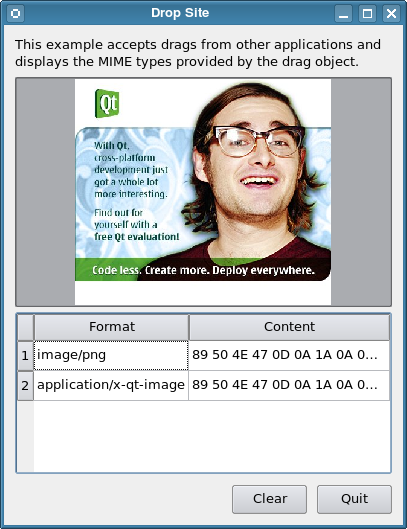 Drop Site
This example accepts drags from other applications and
displays the MIME types provided by the drag object.
Qt
With Qt,
cross-platform
development just
got a whole lot
more interesting.
Find out for
yourself with a
free Qt evaluation!
Code less. Create more. Deploy everywhere.
Format Content
1 image/png 89 50 4E 47 0D 0A 1A 0A 0...
2 application/x-qt-image 89 50 4E 47 0D 0A 1A 0A 0...
Clear Quit